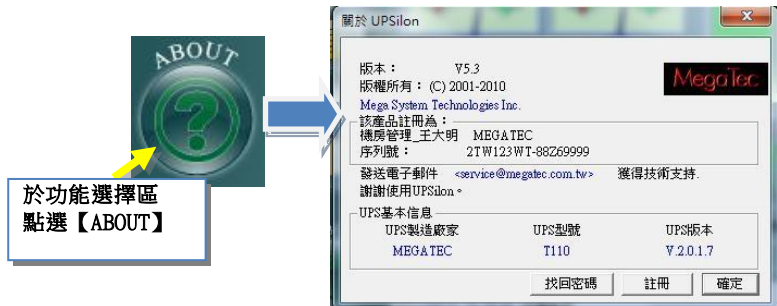 ABOUT
於功能選擇區
點選【ABOUT】
關於 UPSilon
版本： V5.3
版權所有： (C) 2001-2010
MegaTec
Mega System Technologies Inc.
該產品註冊為：
機房管理_王大明 MEGATEC
序列號： 2TW123WT-88Z69999
發送電子郵件 <service@megatec.com.tw> 獲得技術支持.
謝謝使用UPSilon。
UPS基本信息
UPS製造廠家 UPS型號 UPS版本
MEGATEC T110 V.2.0.1.7
找回密碼 註冊 確定